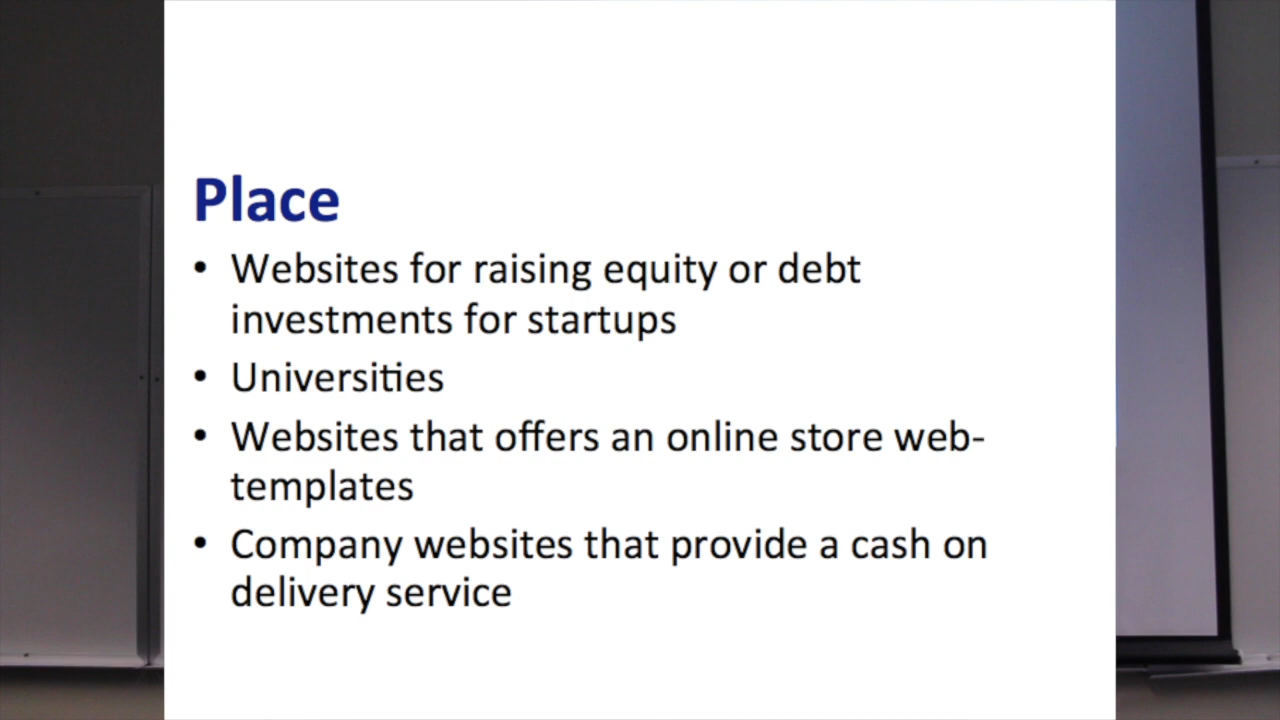 Place
• Websites for raising equity or debt
investments for startups
• Universities
• Websites that offers an online store web-
templates
• Company websites that provide a cash on
delivery service